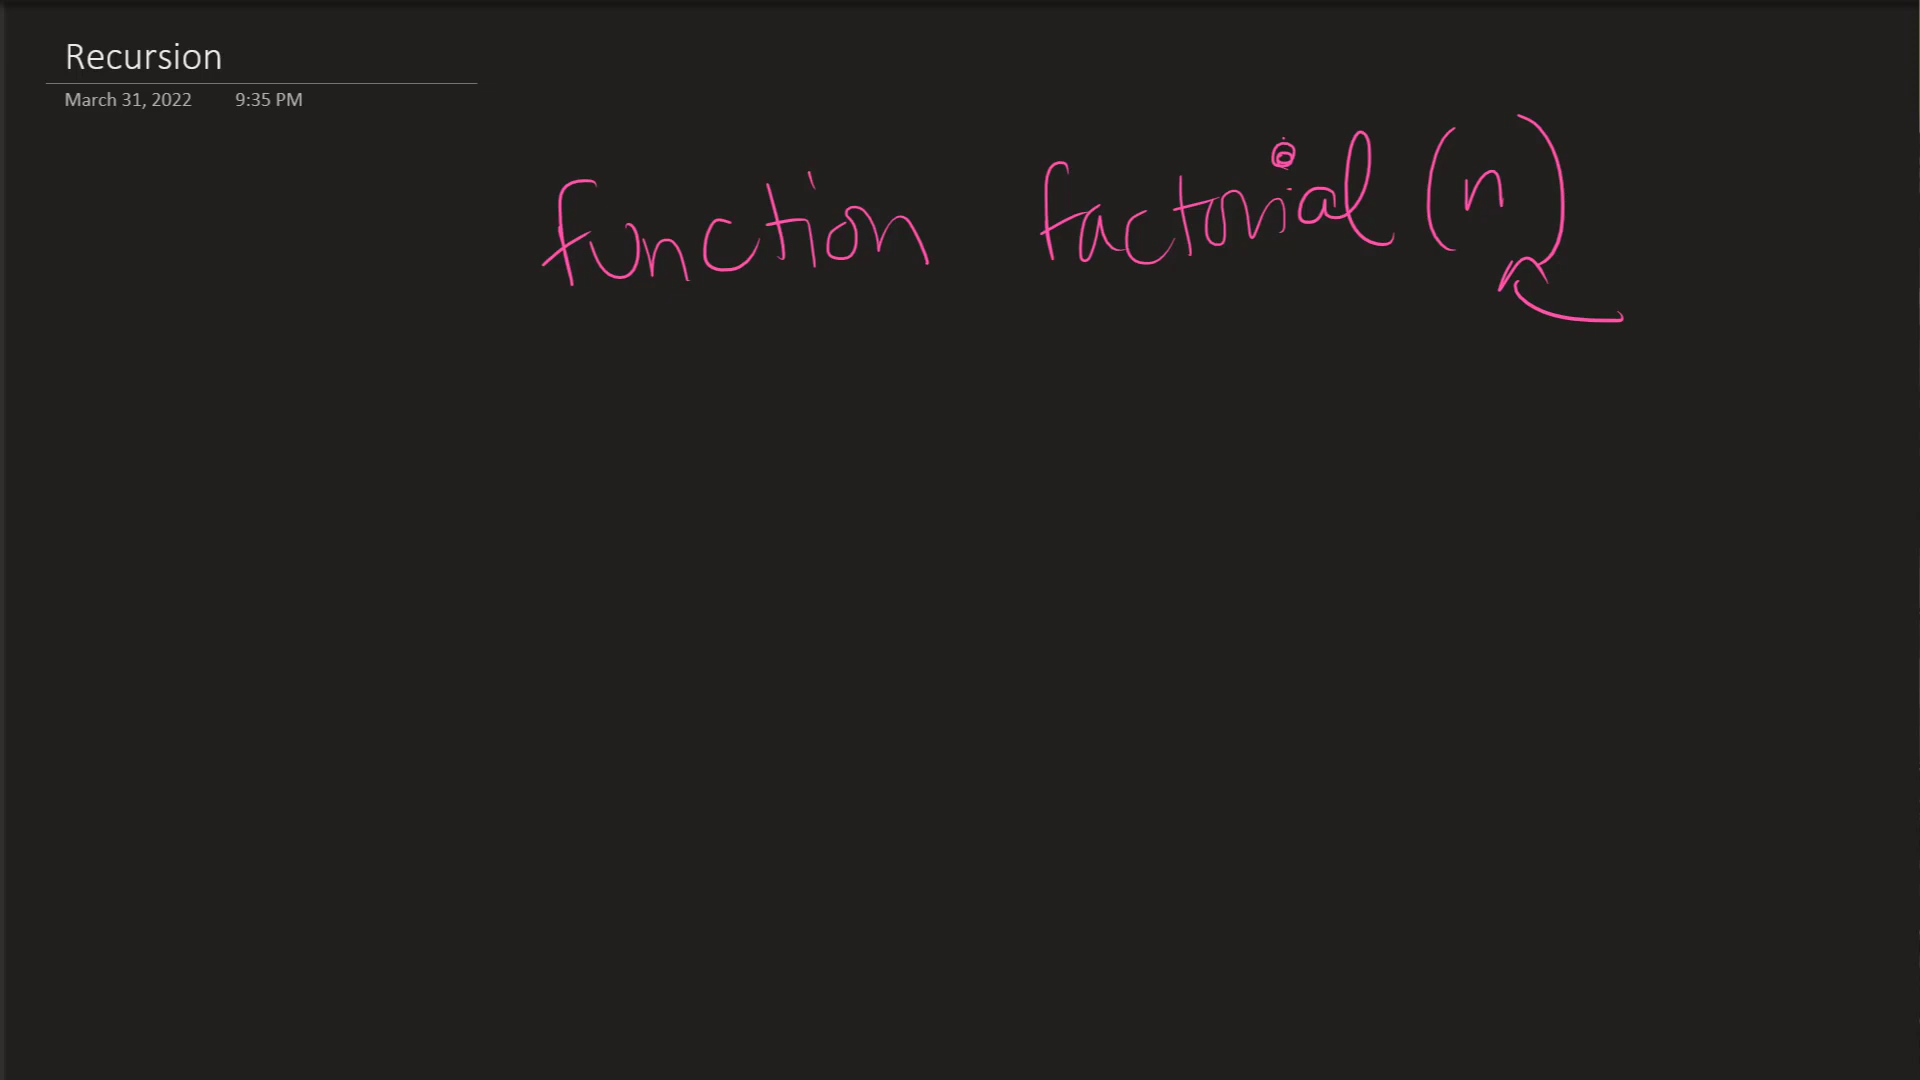 Recursion
March 31, 2022 9:35 PM
function factorial (n)